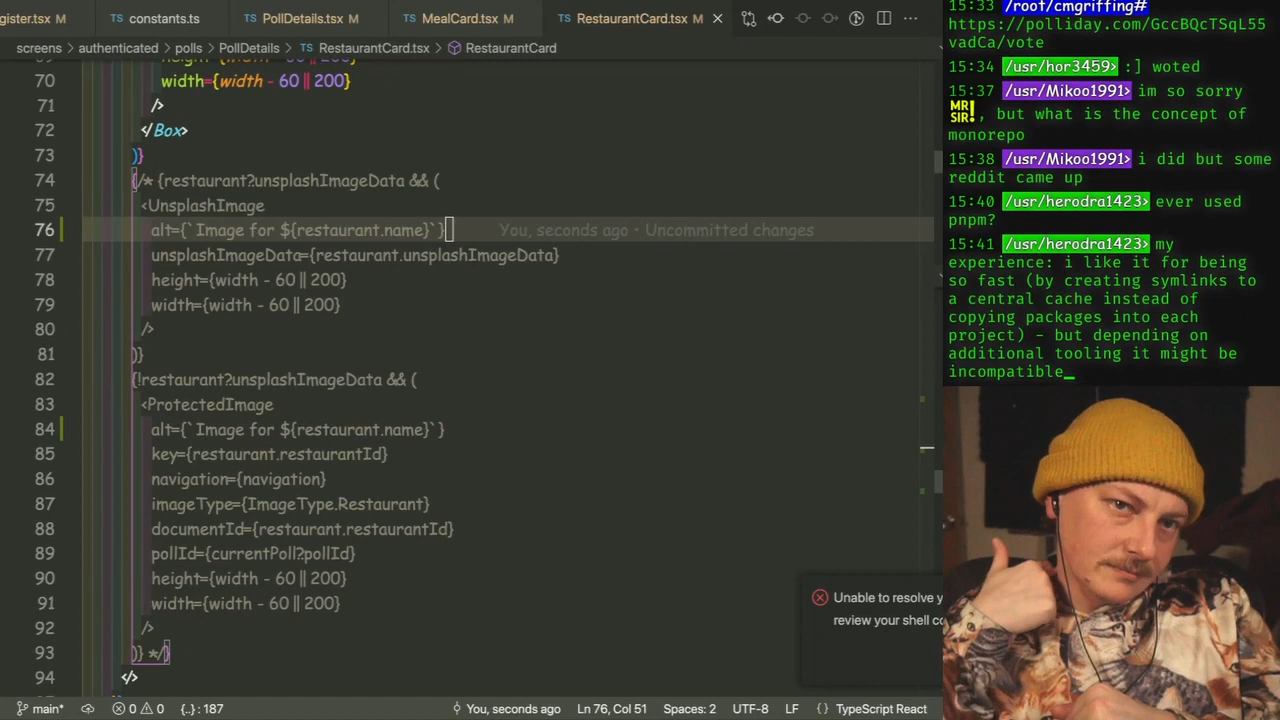 gister.tsx M
TS constants.ts
TS PollDetails.tsx M
TS MealCard.tsx M
TS RestaurantCard.tsx M
screens > authenticated > polls > PollDetails > TS RestaurantCard.tsx > RestaurantCard
70 width={width - 60 || 200}
71 />
72 </Box>
73 )}
74 {/* {restaurant?.unsplashImageData && (
75 <UnsplashImage
76 alt={`Image for ${restaurant.name}`} You, seconds ago • Uncommitted changes
77 unsplashImageData={restaurant.unsplashImageData}
78 height={width - 60 || 200}
79 width={width - 60 || 200}
80 />
81 )}
82 {!restaurant?.unsplashImageData && (
83 <ProtectedImage
84 alt={`Image for ${restaurant.name}`}
85 key={restaurant.restaurantId}
86 navigation={navigation}
87 imageType={ImageType.Restaurant}
88 documentId={restaurant.restaurantId}
89 pollId={currentPoll?.pollId}
90 height={width - 60 || 200}
91 width={width - 60 || 200}
92 />
93 )} */}
94 </>
Unable to resolve y
review your shell co
main* 0 0 {..} : 187 You, seconds ago Ln 76, Col 51 Spaces: 2 UTF-8 LF {} TypeScript React
15:33 /root/cmgriffing#
https://polliday.com/GccBQcTSqL55
vadCa/vote
15:34 /usr/hor3459> :] woted
15:37 /usr/Mikoo1991> im so sorry
MR SIR!, but what is the concept of
monorepo
15:38 /usr/Mikoo1991> i did but some
reddit came up
15:40 /usr/herodra1423> ever used
pnpm?
15:41 /usr/herodra1423> my
experience: i like it for being
so fast (by creating symlinks to
a central cache instead of
copying packages into each
project) - but depending on
additional tooling it might be
incompatible_